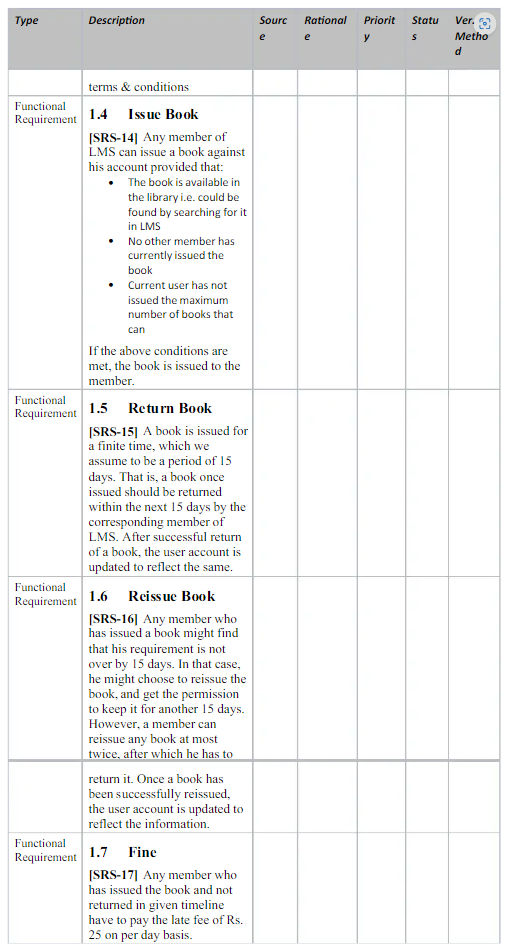 Type Description Sourc Rational Priorit Statu Ver.
e e y s Metho
d
terms & conditions
Functional
Requirement
1.4 Issue Book
[SRS-14] Any member of
LMS can issue a book against
his account provided that:
• The book is available in
the library i.e. could be
found by searching for it
in LMS
• No other member has
currently issued the
book
• Current user has not
issued the maximum
number of books that
can
If the above conditions are
met, the book is issued to the
member.
Functional
Requirement
1.5 Return Book
[SRS-15] A book is issued for
a finite time, which we
assume to be a period of 15
days. That is, a book once
issued should be returned
within the next 15 days by the
corresponding member of
LMS. After successful return
of a book, the user account is
updated to reflect the same.
Functional
Requirement
1.6 Reissue Book
[SRS-16] Any member who
has issued a book might find
that his requirement is not
over by 15 days. In that case,
he might choose to reissue the
book, and get the permission
to keep it for another 15 days.
However, a member can
reissue any book at most
twice, after which he has to
return it. Once a book has
been successfully reissued,
the user account is updated to
reflect the information.
Functional
Requirement
1.7 Fine
[SRS-17] Any member who
has issued the book and not
returned in given timeline
have to pay the late fee of Rs.
25 on per day basis.